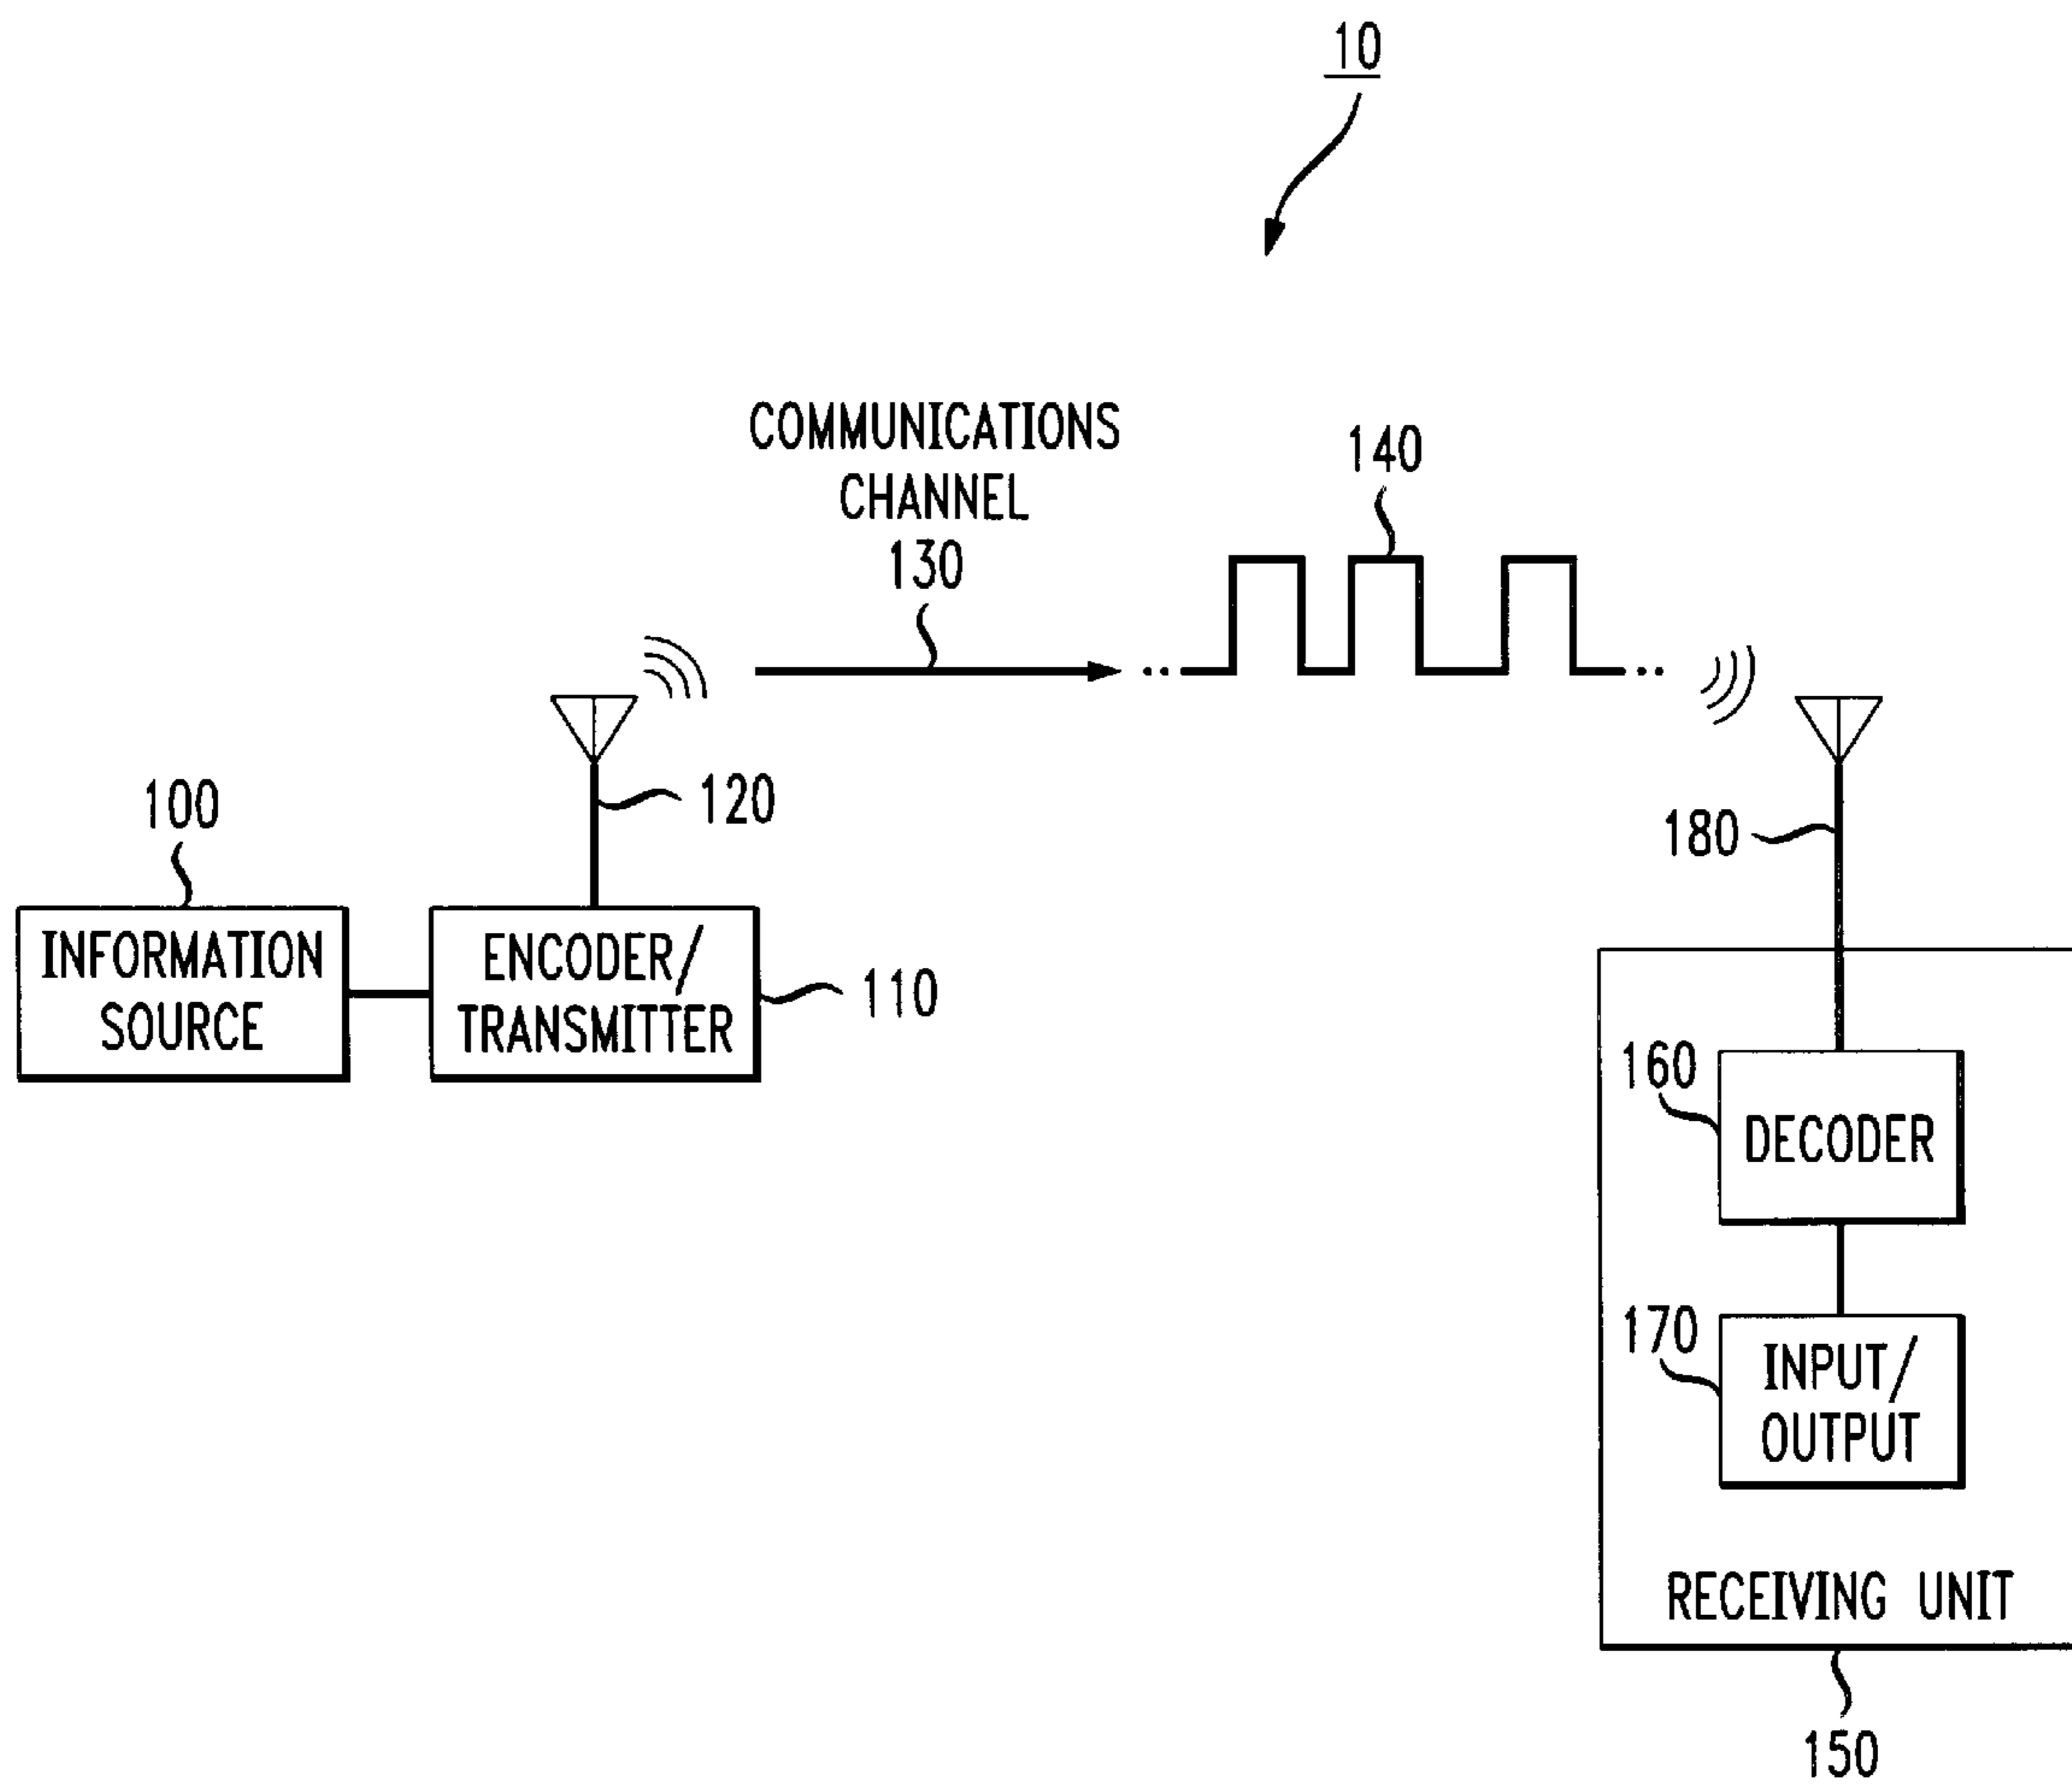 10
COMMUNICATIONS
CHANNEL
130
140
100
120
180
INFORMATION
SOURCE
ENCODER/
TRANSMITTER
110
160
DECODER
170
INPUT/
OUTPUT
RECEIVING UNIT
150